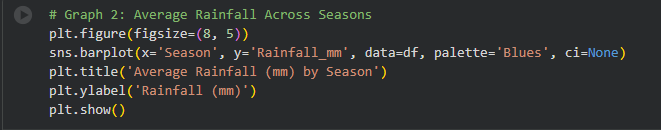 # Graph 2: Average Rainfall Across Seasons
plt.figure(figsize=(8, 5))
sns.barplot(x='Season', y='Rainfall_mm', data=df, palette='Blues', ci=None)
plt.title('Average Rainfall (mm) by Season')
plt.ylabel('Rainfall (mm)')
plt.show()